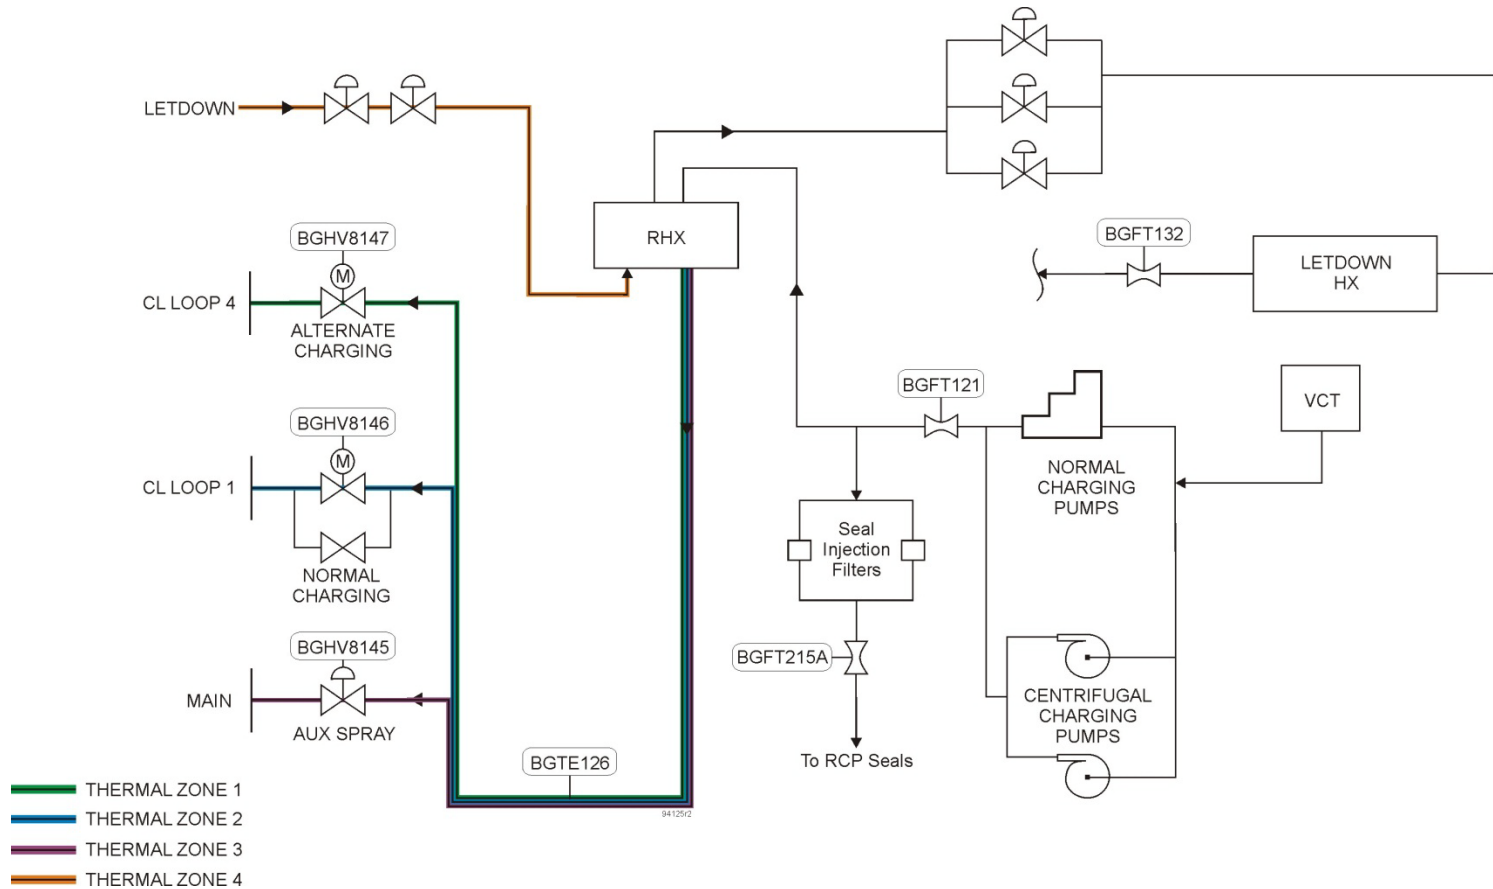 LETDOWN
RHX
BGHV8147
M
CL LOOP 4
ALTERNATE
CHARGING
BGFT132
LETDOWN
HX
BGHV8146
M
CL LOOP 1
NORMAL
CHARGING
BGFT121
VCT
NORMAL
CHARGING
PUMPS
Seal
Injection
Filters
BGHV8145
MAIN
AUX SPRAY
BGFT215A
CENTRIFUGAL
CHARGING
PUMPS
To RCP Seals
BGTE126
94125r2
THERMAL ZONE 1
THERMAL ZONE 2
THERMAL ZONE 3
THERMAL ZONE 4